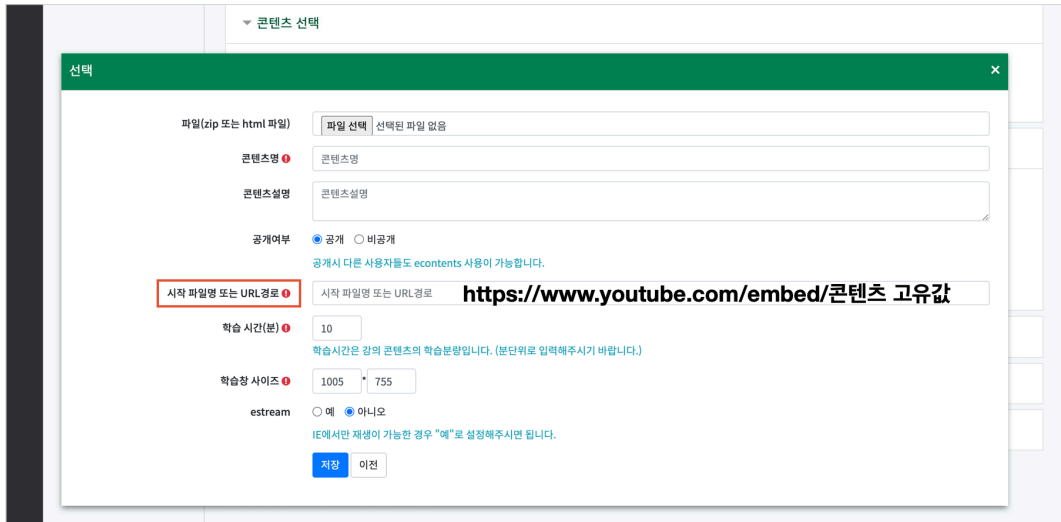 콘텐츠 선택
선택 ×
파일(zip 또는 html 파일) 파일 선택 선택된 파일 없음
콘텐츠명 콘텐츠명
콘텐츠설명 콘텐츠설명
공개여부 공개 비공개
공개시 다른 사용자들도 econtents 사용이 가능합니다.
시작 파일명 또는 URL경로 시작 파일명 또는 URL경로 https://www.youtube.com/embed/콘텐츠 고유값
학습 시간(분) 10
학습시간은 강의 콘텐츠의 학습분량입니다. (분단위로 입력해주시기 바랍니다.)
학습창 사이즈 1005 * 755
estream 예 아니오
IE에서만 재생이 가능한 경우 "예"로 설정해주시면 됩니다.
저장 이전